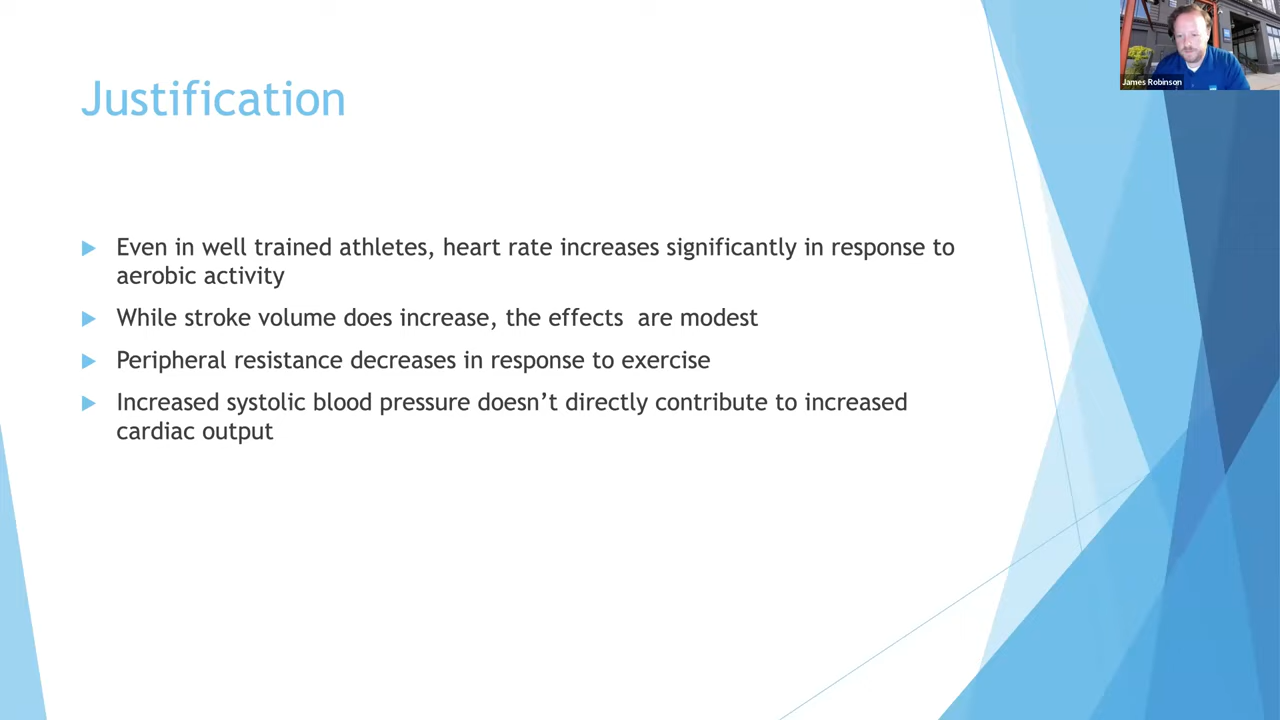 James Robinson
Justification
Even in well trained athletes, heart rate increases significantly in response to
aerobic activity
While stroke volume does increase, the effects  are modest
Peripheral resistance decreases in response to exercise
Increased systolic blood pressure doesn’t directly contribute to increased
cardiac output